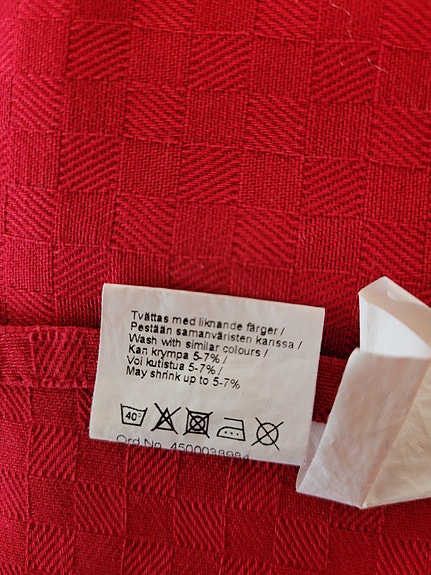 Tvättas med liknande färger /
Pestään samanväristen kanssa /
Wash with similar colours /
Kan krympa 5-7% /
Voi kutistua 5-7% /
May shrink up to 5-7%
40°
Ord No. 4500038984